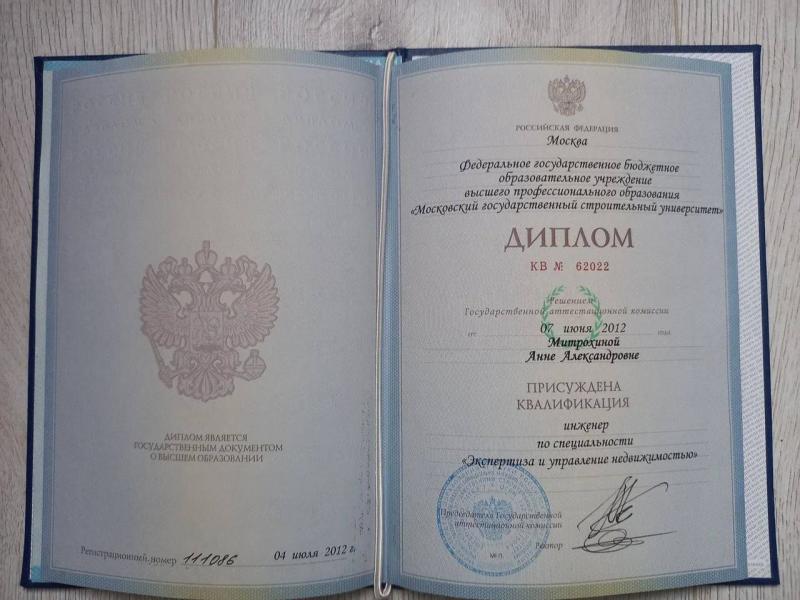 ДИПЛОМ ЯВЛЯЕТСЯ
ГОСУДАРСТВЕННЫМ ДОКУМЕНТОМ
О ВЫСШЕМ ОБРАЗОВАНИИ
Регистрационный номер 111086 04 июля 2012 г.
РОССИЙСКАЯ ФЕДЕРАЦИЯ
Москва
Федеральное государственное бюджетное
образовательное учреждение
высшего профессионального образования
«Московский государственный строительный университет»
ДИПЛОМ
КВ № 62022
Решением
Государственной аттестационной комиссии
от 07 июня 2012 года
Митрохиной
Анне Александровне
ПРИСУЖДЕНА
КВАЛИФИКАЦИЯ
инженер
по специальности
«Экспертиза и управление недвижимостью»
Председатель Государственной
аттестационной комиссии
Ректор
М.П.